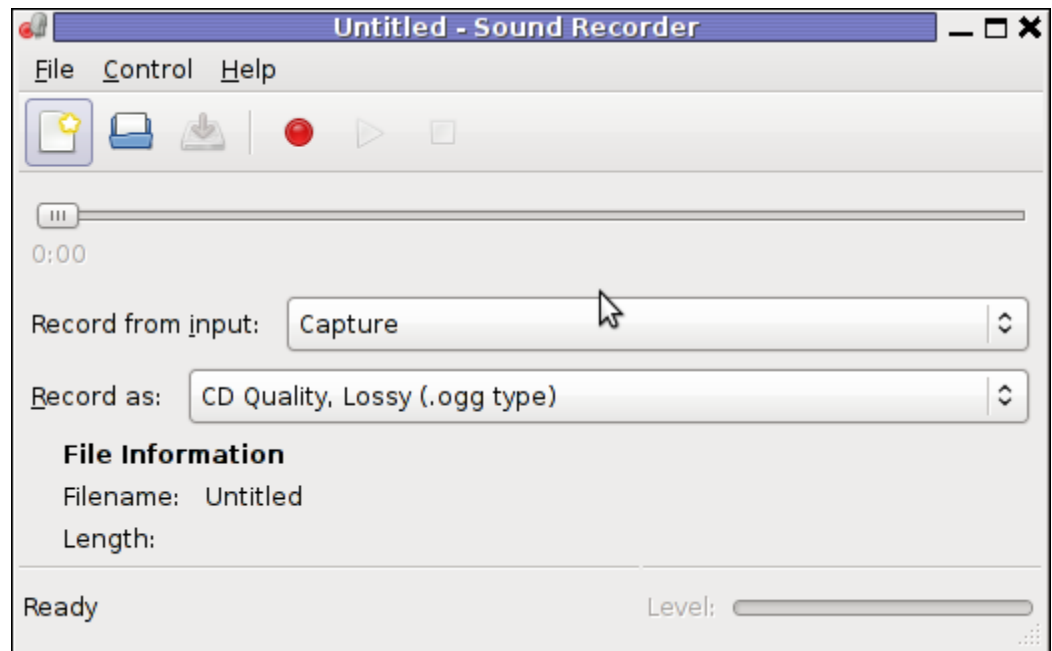 Untitled - Sound Recorder
File Control Help
0:00
Record from input: Capture
Record as: CD Quality, Lossy (.ogg type)
File Information
Filename: Untitled
Length:
Ready Level: